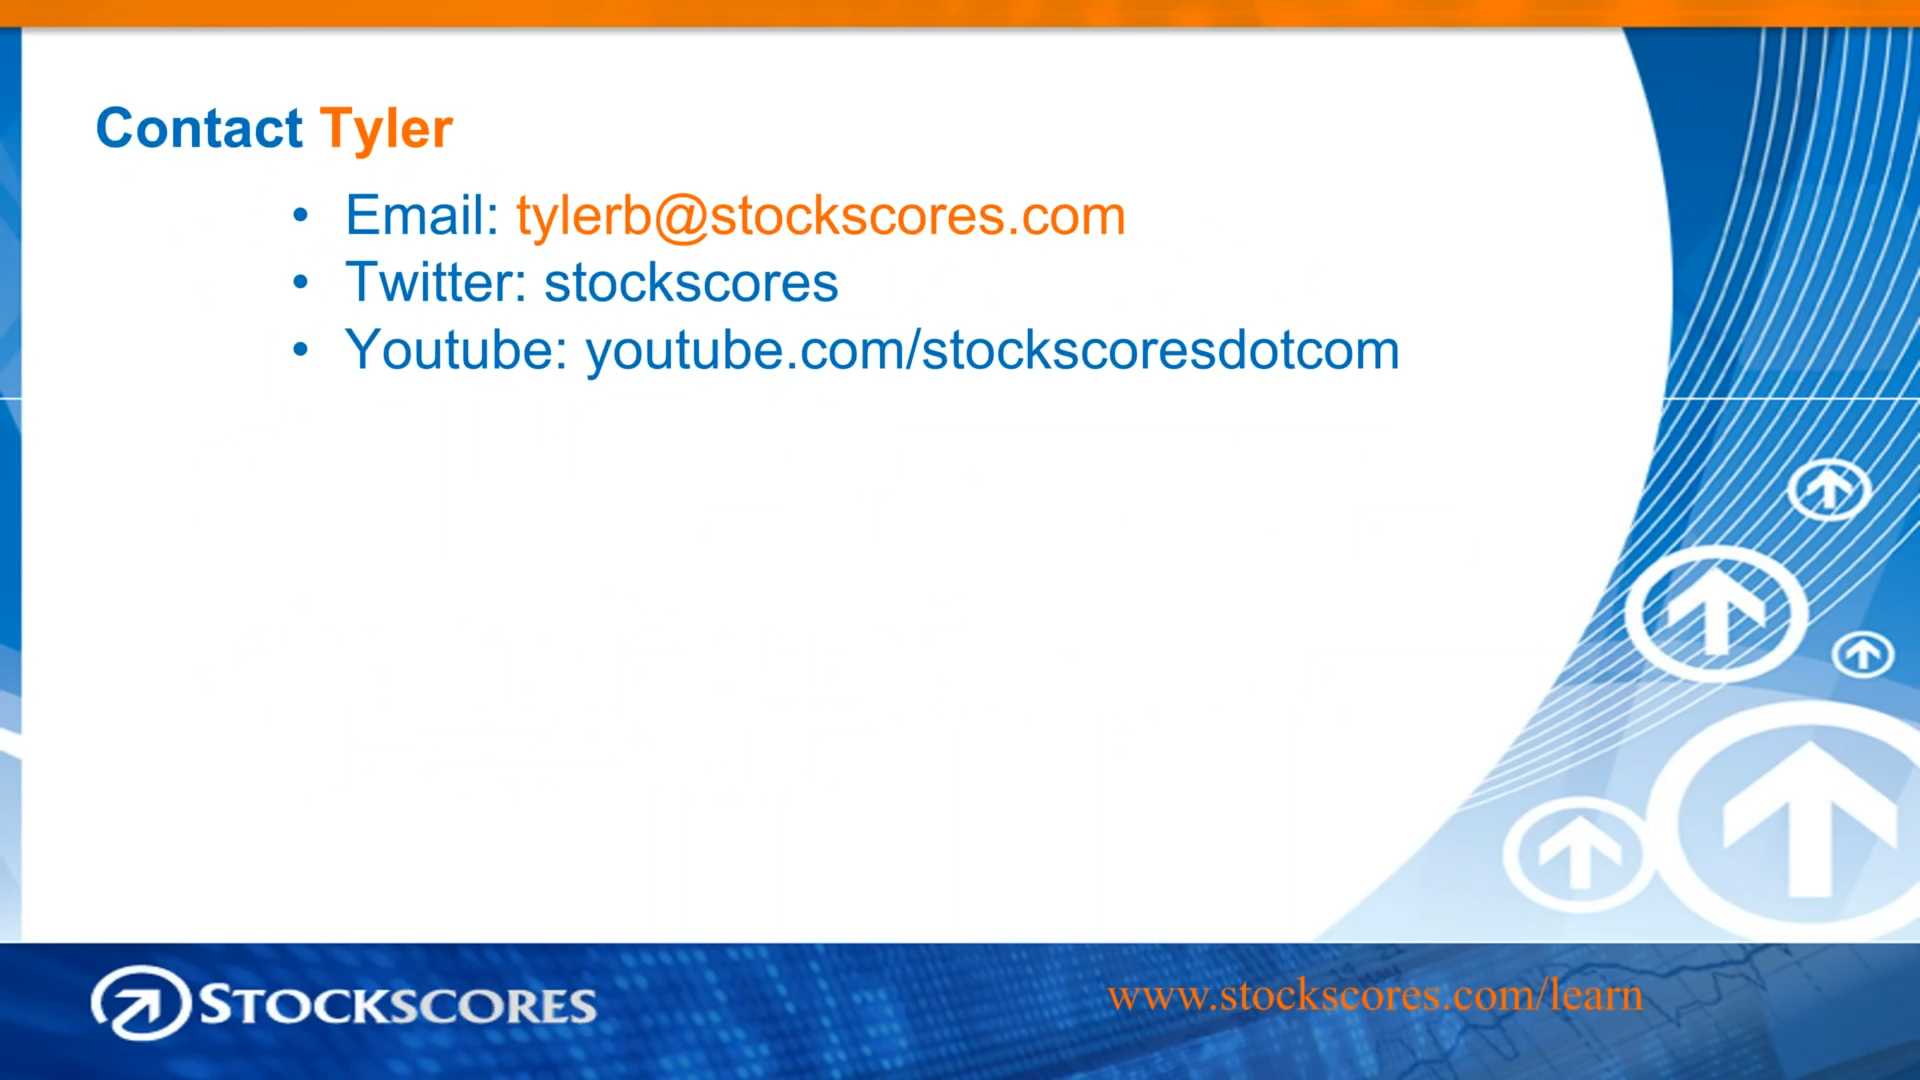 Contact Tyler
• Email: tylerb@stockscores.com
• Twitter: stockscores
• Youtube: youtube.com/stockscoresdotcom
STOCKSCORES
www.stockscores.com/learn